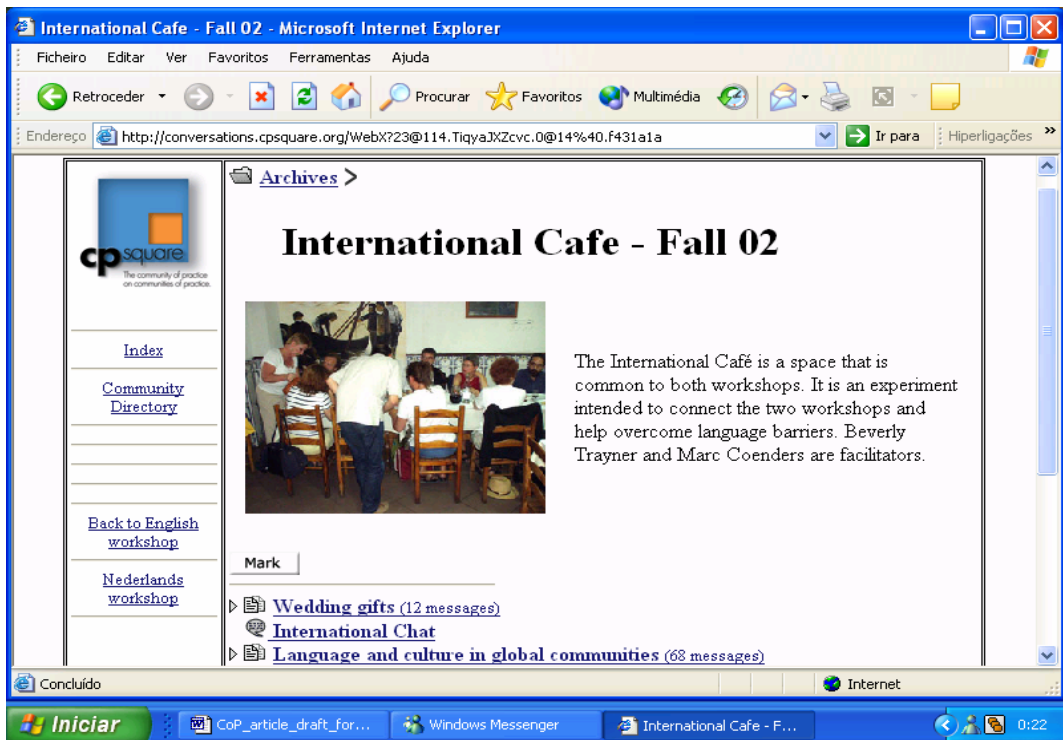 International Cafe - Fall 02 - Microsoft Internet Explorer
Ficheiro Editar Ver Favoritos Ferramentas Ajuda
Retroceder Procurar Favoritos Multimédia
Endereço http://conversations.cpsquare.org/WebX?23@114.TiqyaJXZcvc.0@14%40.f431a1a Ir para Hiperligações »
Archives >
cpsquare
The community of practice
on communities of practice.
International Cafe - Fall 02
Index
Community
Directory
Back to English
workshop
Nederlands
workshop
The International Café is a space that is
common to both workshops. It is an experiment
intended to connect the two workshops and
help overcome language barriers. Beverly
Trayner and Marc Coenders are facilitators.
Mark
Wedding gifts (12 messages)
International Chat
Language and culture in global communities (68 messages)
Concluído Internet
Iniciar CoP_article_draft_for... Windows Messenger International Cafe - F... 0:22